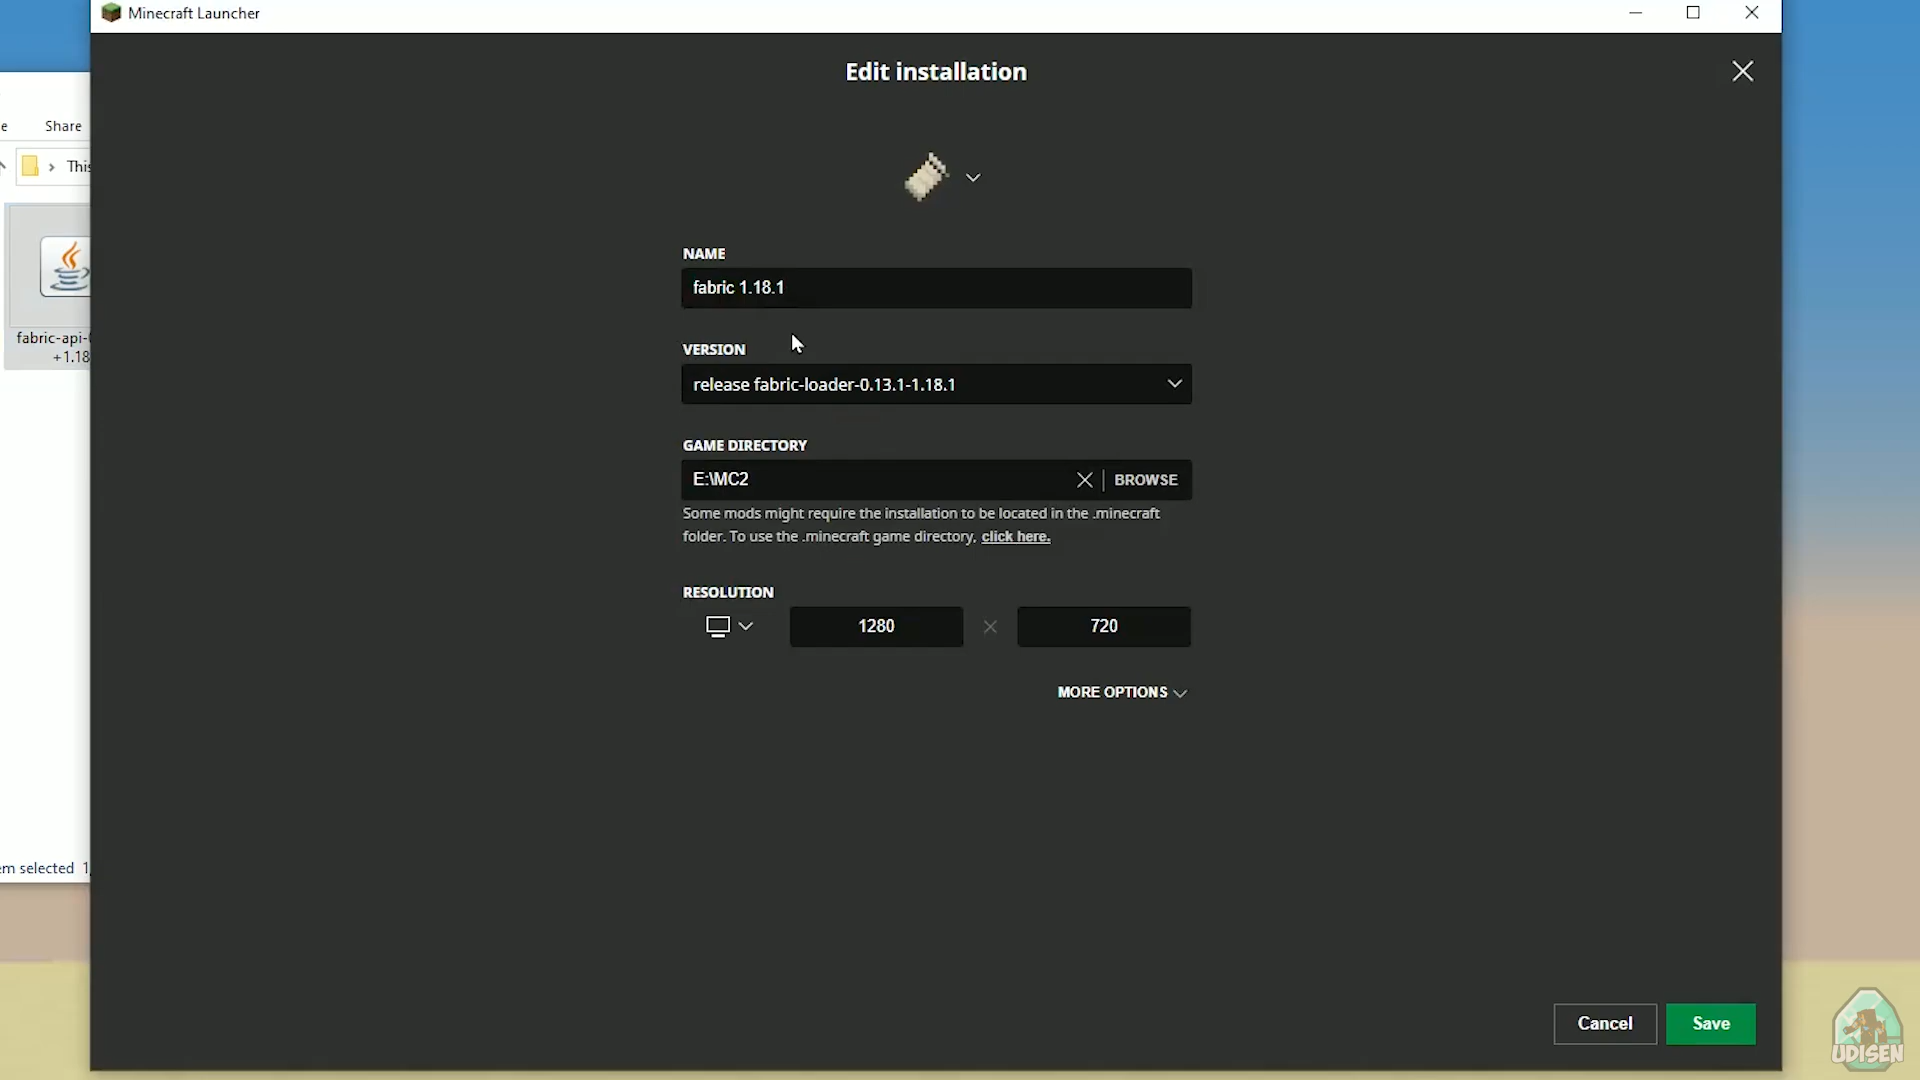 Minecraft Launcher
Edit installation
Share
This
fabric-api-
+1.18
NAME
fabric 1.18.1
VERSION
release fabric-loader-0.13.1-1.18.1
GAME DIRECTORY
E:\MC2
BROWSE
Some mods might require the installation to be located in the .minecraft
folder. To use the .minecraft game directory, click here.
RESOLUTION
1280
720
MORE OPTIONS
em selected 1
Cancel
Save
UDISEN